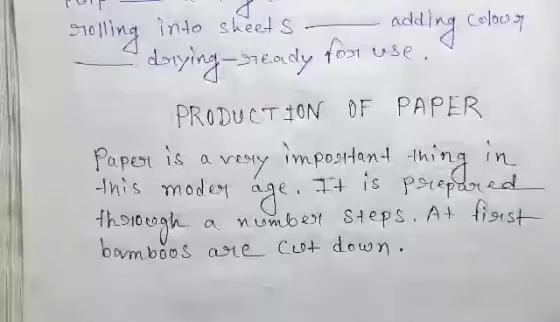 rolling into sheets ——— adding colour
——— drying-ready for use.
PRODUCTION OF PAPER
Paper is a very important thing in
this moder age. It is prepared
through a number steps. At first
bamboos are cut down.